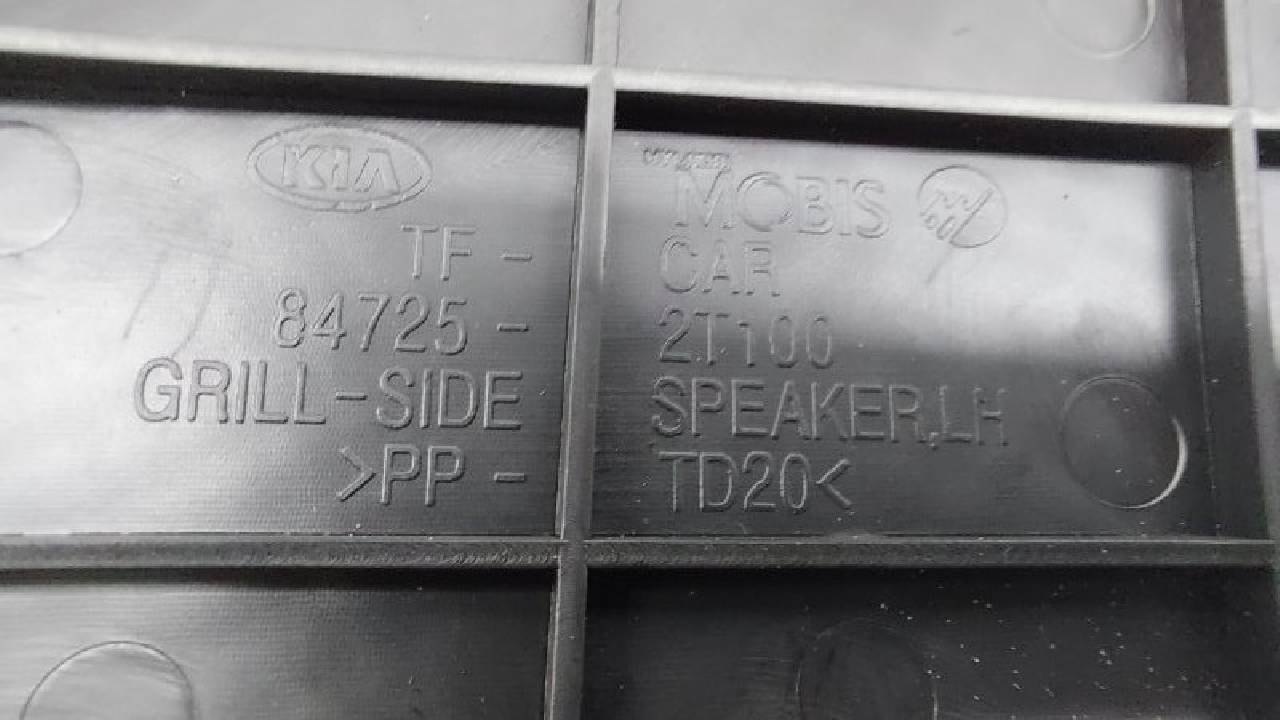 KIA
MOBIS
TF - CAR
84725 - 2T100
GRILL-SIDE SPEAKER,LH
>PP - TD20<